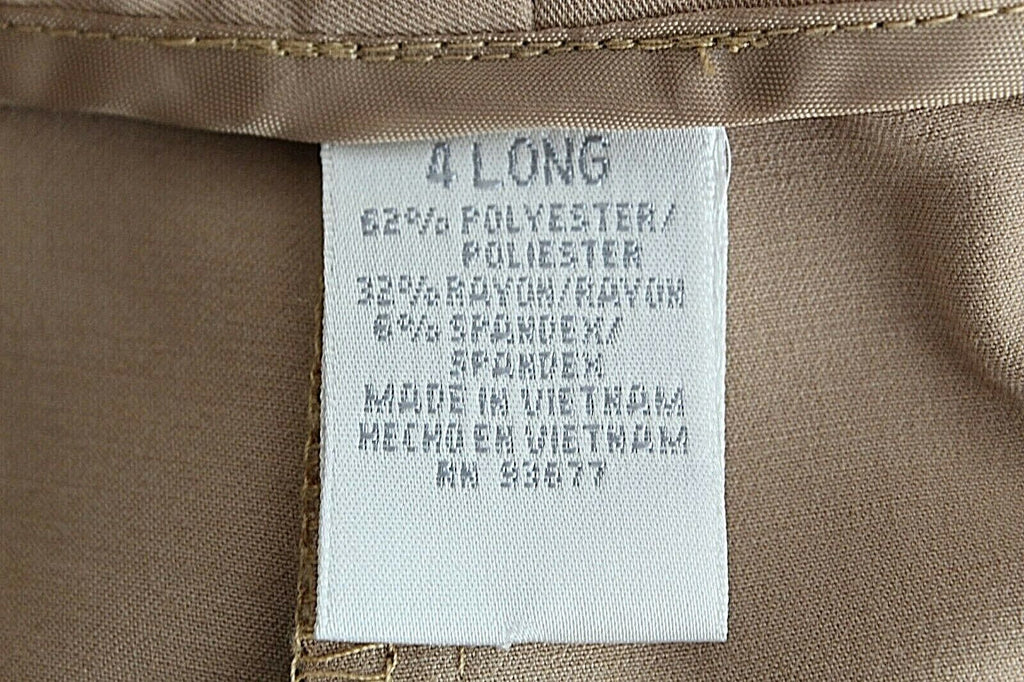 4 LONG
62% POLYESTER/
POLIESTER
32% RAYON/RAYON
6% SPANDEX/
SPANDEX
MADE IN VIETNAM
HECHO EN VIETNAM
RN 93677